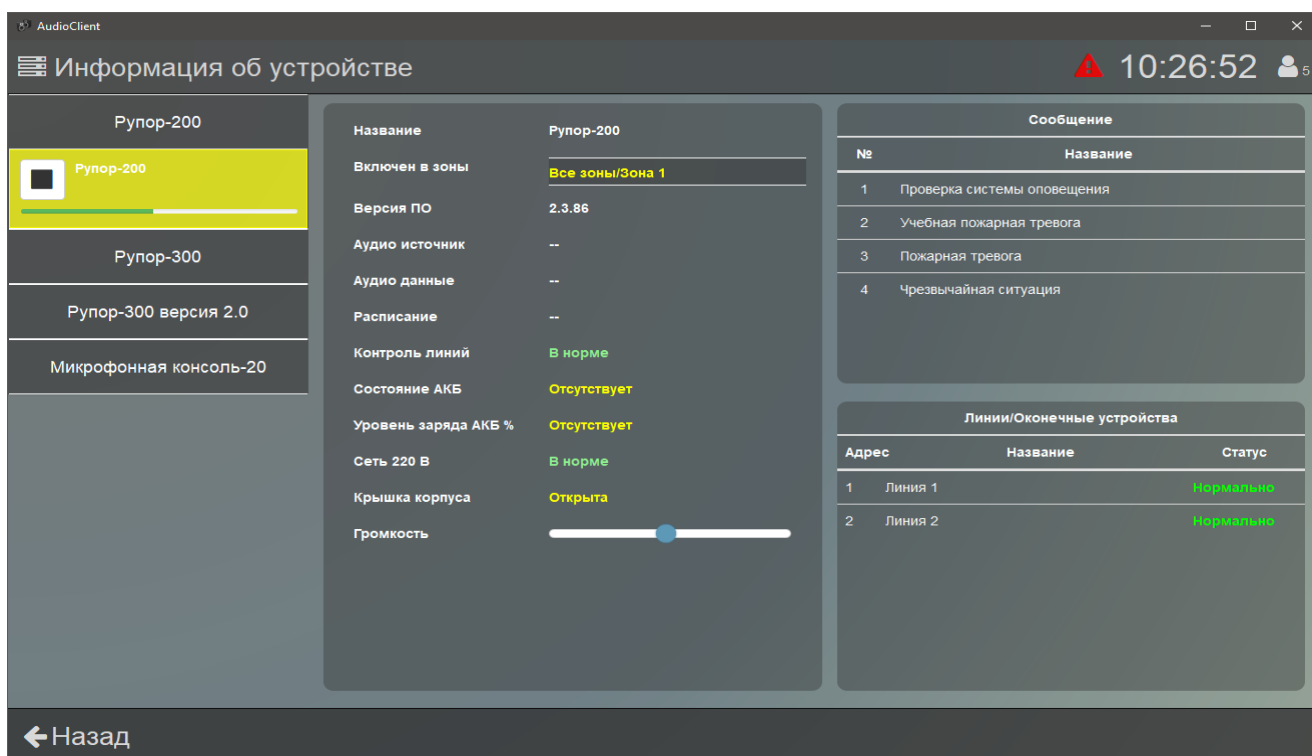 AudioClient
Информация об устройстве
10:26:52
5
Рупор-200
Рупор-200
Рупор-300
Рупор-300 версия 2.0
Микрофонная консоль-20
Название Рупор-200
Включен в зоны Все зоны/Зона 1
Версия ПО 2.3.86
Аудио источник --
Аудио данные --
Расписание --
Контроль линий В норме
Состояние АКБ Отсутствует
Уровень заряда АКБ % Отсутствует
Сеть 220 В В норме
Крышка корпуса Открыта
Громкость
Сообщение
№ Название
1 Проверка системы оповещения
2 Учебная пожарная тревога
3 Пожарная тревога
4 Чрезвычайная ситуация
Линии/Оконечные устройства
Адрес Название Статус
1 Линия 1 Нормально
2 Линия 2 Нормально
Назад